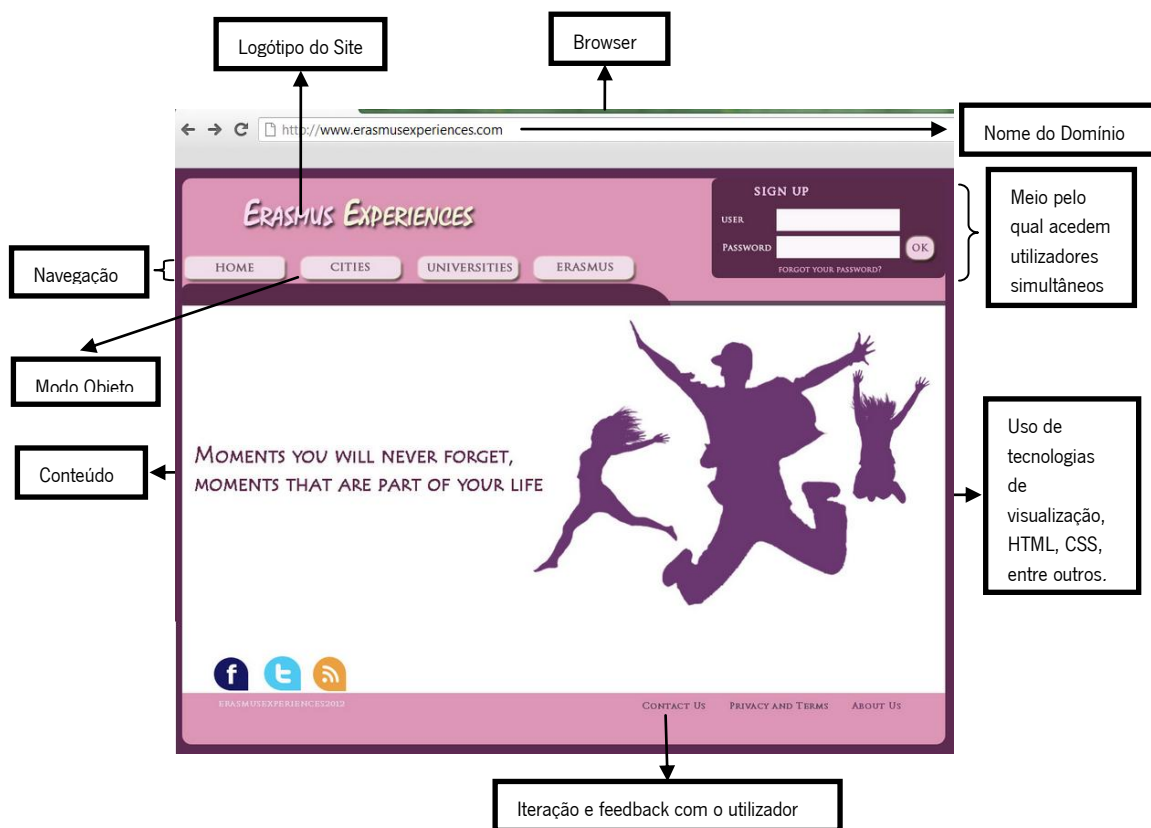 Logótipo do Site
Browser
http://www.erasmusexperiences.com
Nome do Domínio
SIGN UP
USER
PASSWORD
OK
FORGOT YOUR PASSWORD?
Meio pelo
qual acedem
utilizadores
simultâneos
ERASMUS EXPERIENCES
Navegação
HOME
CITIES
UNIVERSITIES
ERASMUS
Modo Objeto
Conteúdo
MOMENTS YOU WILL NEVER FORGET,
MOMENTS THAT ARE PART OF YOUR LIFE
Uso de
tecnologias
de
visualização,
HTML, CSS,
entre outros.
f
t
ERASMUSEXPERIENCES2012
CONTACT US
PRIVACY AND TERMS
ABOUT US
Iteração e feedback com o utilizador